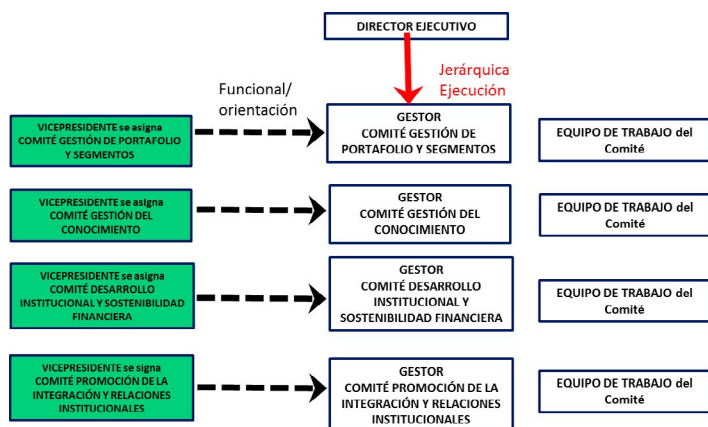 DIRECTOR EJECUTIVO
Jerárquica
Ejecución
Funcional/
orientación
VICEPRESIDENTE se asigna
COMITÉ GESTIÓN DE PORTAFOLIO
Y SEGMENTOS
GESTOR
COMITÉ GESTIÓN DE
PORTAFOLIO Y SEGMENTOS
EQUIPO DE TRABAJO del
Comité
VICEPRESIDENTE se asigna
COMITÉ GESTIÓN DEL
CONOCIMIENTO
GESTOR
COMITÉ GESTIÓN DEL
CONOCIMIENTO
EQUIPO DE TRABAJO del
Comité
VICEPRESIDENTE se asigna
COMITÉ DESARROLLO
INSTITUCIONAL Y SOSTENIBILIDAD
FINANCIERA
GESTOR
COMITÉ DESARROLLO
INSTITUCIONAL Y
SOSTENIBILIDAD FINANCIERA
EQUIPO DE TRABAJO del
Comité
VICEPRESIDENTE se signa
COMITÉ PROMOCIÓN DE LA
INTEGRACIÓN Y RELACIONES
INSTITUCIONALES
GESTOR
COMITÉ PROMOCIÓN DE LA
INTEGRACIÓN Y RELACIONES
INSTITUCIONALES
EQUIPO DE TRABAJO del
Comité